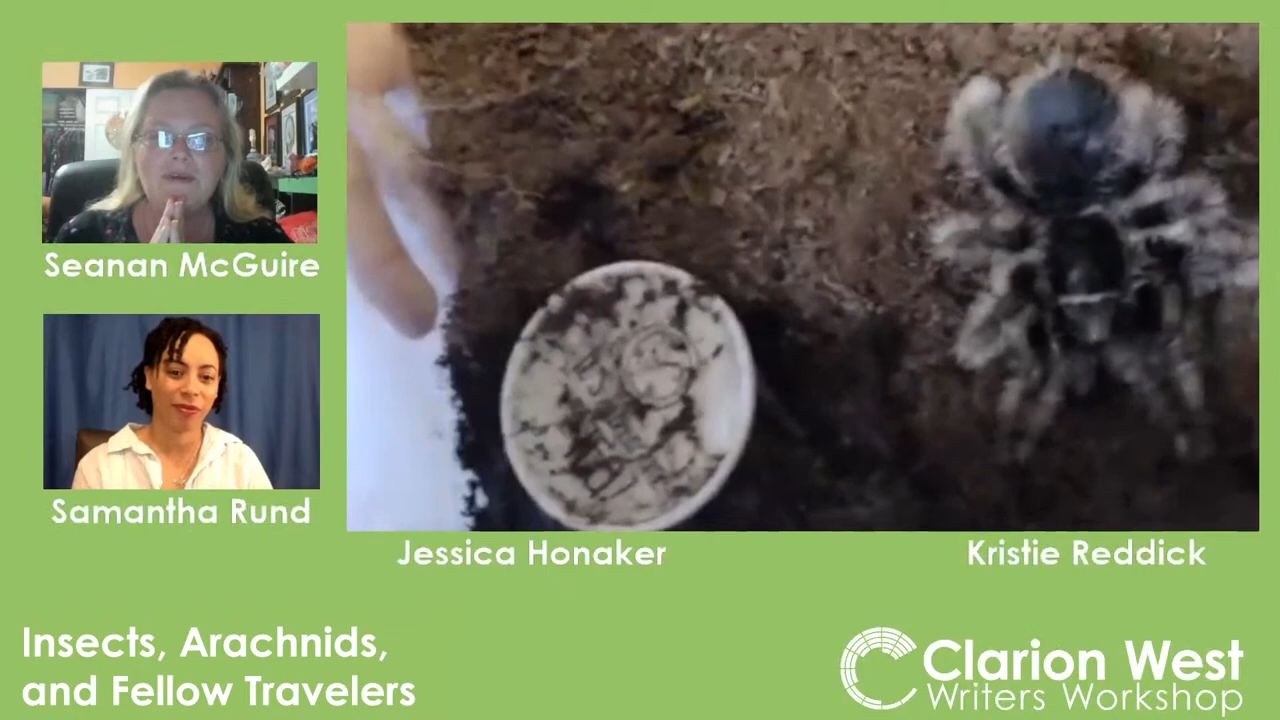 Seanan McGuire
Samantha Rund
Jessica Honaker
Kristie Reddick
Insects, Arachnids,
and Fellow Travelers
Clarion West
Writers Workshop